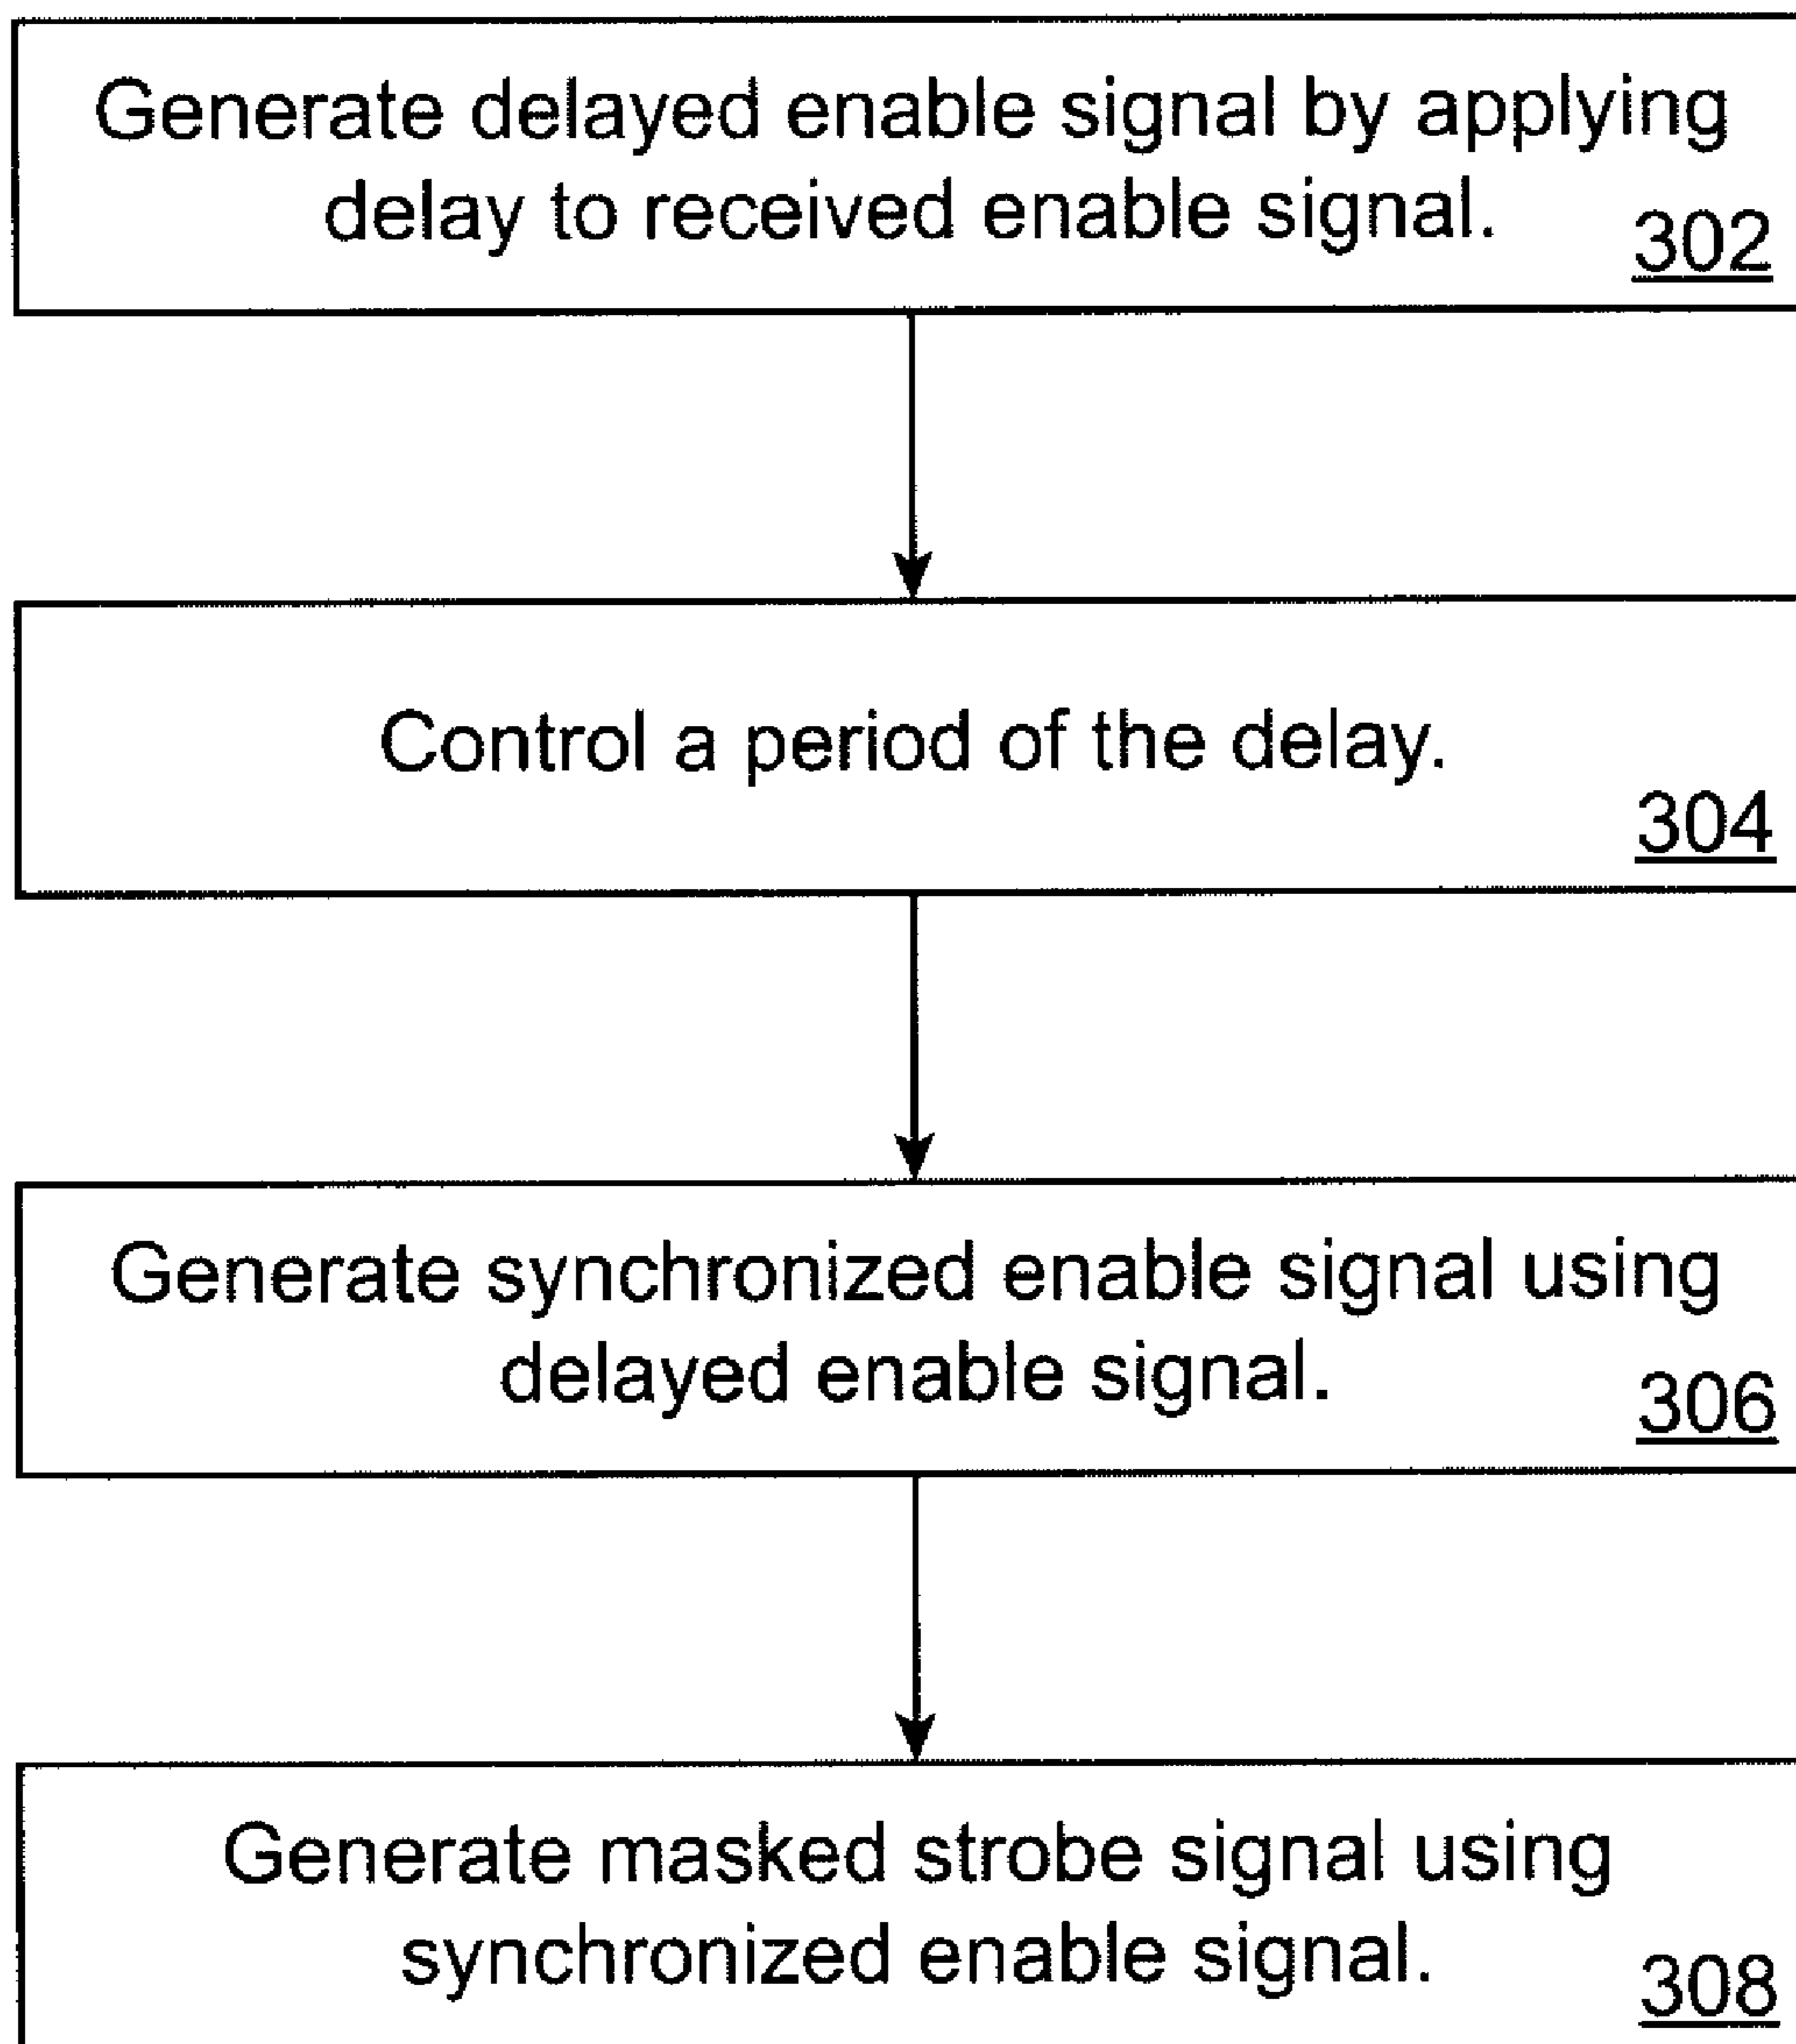 Generate delayed enable signal by applying
delay to received enable signal.
302
Control a period of the delay.
304
Generate synchronized enable signal using
delayed enable signal.
306
Generate masked strobe signal using
synchronized enable signal.
308